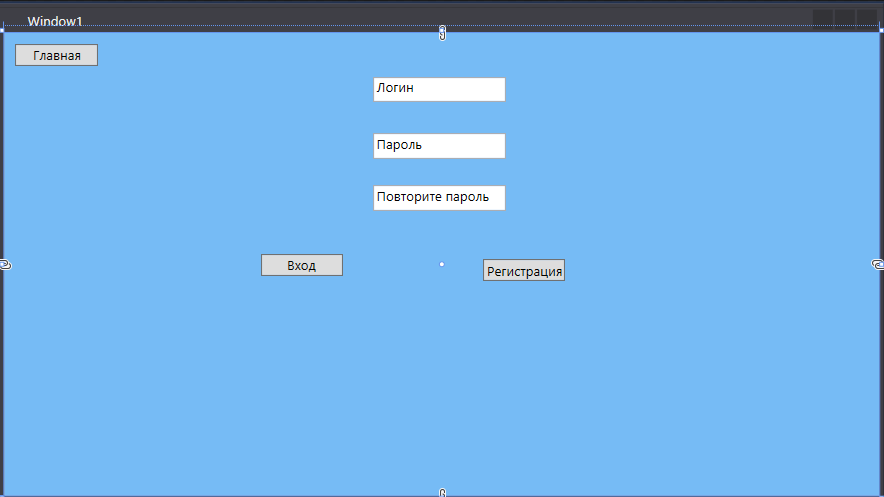 Window1
Главная
Логин
Пароль
Повторите пароль
Вход
Регистрация